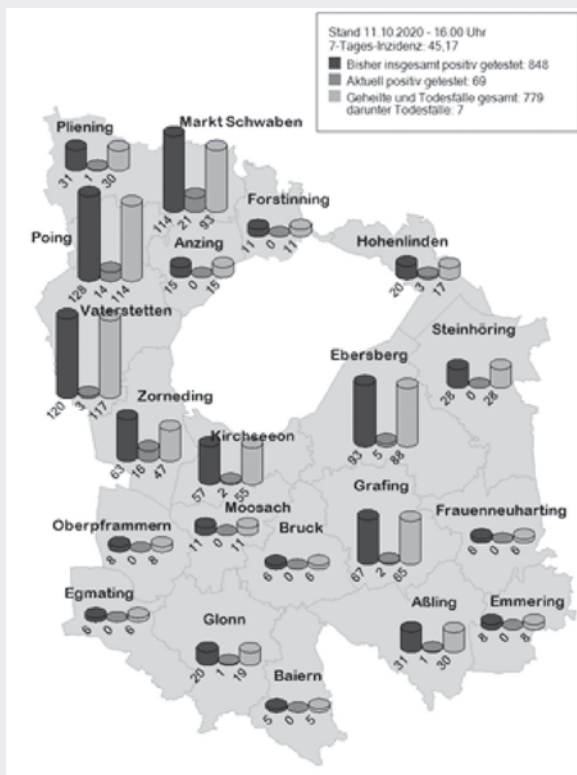 Stand 11.10.2020 - 16.00 Uhr
7-Tages-Inzidenz: 45,17
Bisher insgesamt positiv getestet: 848
Aktuell positiv getestet: 69
Geheilte und Todesfälle gesamt: 779
darunter Todesfälle: 7
Pliening
31 1 30
Markt Schwaben
114 21 93
Forstinning
11 0 11
Poing
128 14 114
Anzing
15 0 15
Hohenlinden
20 3 17
Vaterstetten
120 3 117
Steinhöring
28 0 28
Ebersberg
93 5 88
Zorneding
63 16 47
Kirchseeon
57 2 55
Grafing
67 2 65
Moosach
11 0 11
Bruck
6 0 6
Frauenneuharting
6 0 6
Oberpframmern
8 0 8
Egmating
6 0 6
Glonn
20 1 19
Aßling
31 1 30
Emmering
8 0 8
Baiern
5 0 5